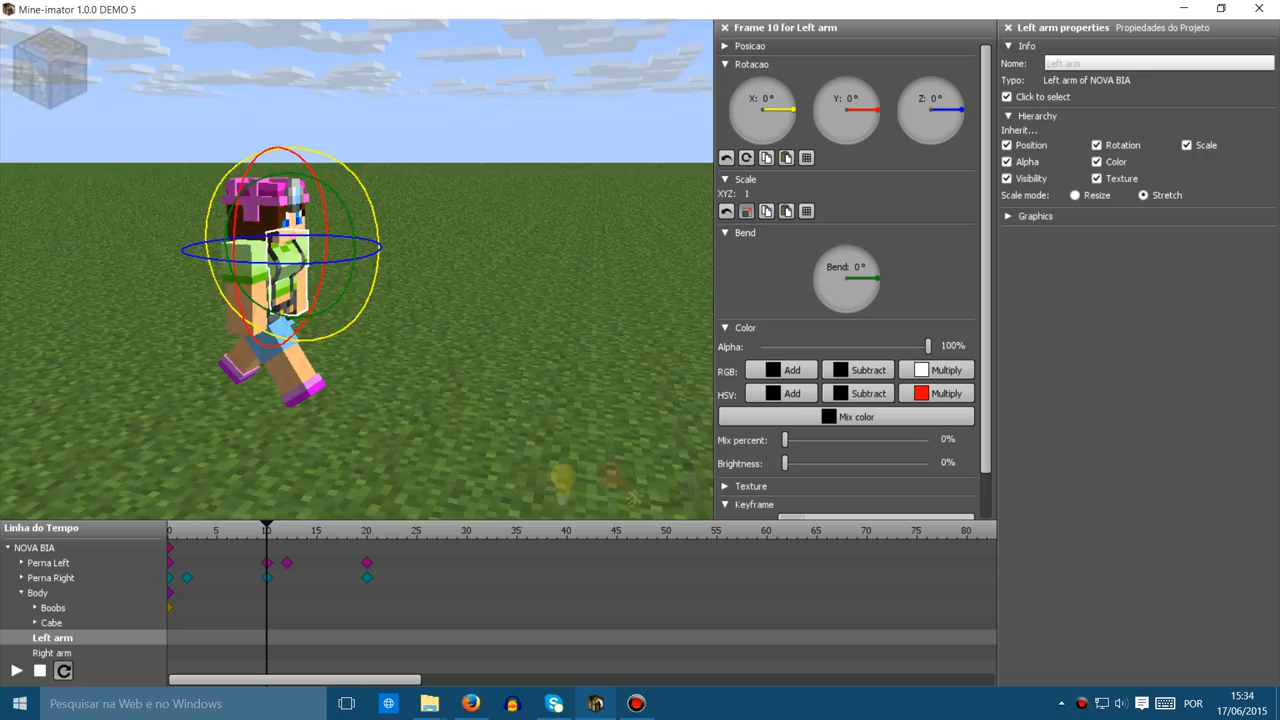 Mine-imator 1.0.0 DEMO 5
Frame 10 for Left arm
Posicao
Rotacao
X: 0° Y: 0° Z: 0°
Scale
XYZ: 1
Bend
Bend: 0°
Color
Alpha: 100%
RGB: Add Subtract Multiply
HSV: Add Subtract Multiply
Mix color
Mix percent: 0%
Brightness: 0%
Texture
Keyframe
Left arm properties Propiedades do Projeto
Info
Nome: Left arm
Typo: Left arm of NOVA BIA
Click to select
Hierarchy
Inherit...
Position Rotation Scale
Alpha Color
Visibility Texture
Scale mode: Resize Stretch
Graphics
Linha do Tempo
0 5 10 15 20 25 30 35 40 45 50 55 60 65 70 75 80
NOVA BIA
Perna Left
Perna Right
Body
Boobs
Cabe
Left arm
Right arm
Pesquisar na Web e no Windows
POR
15:34
17/06/2015